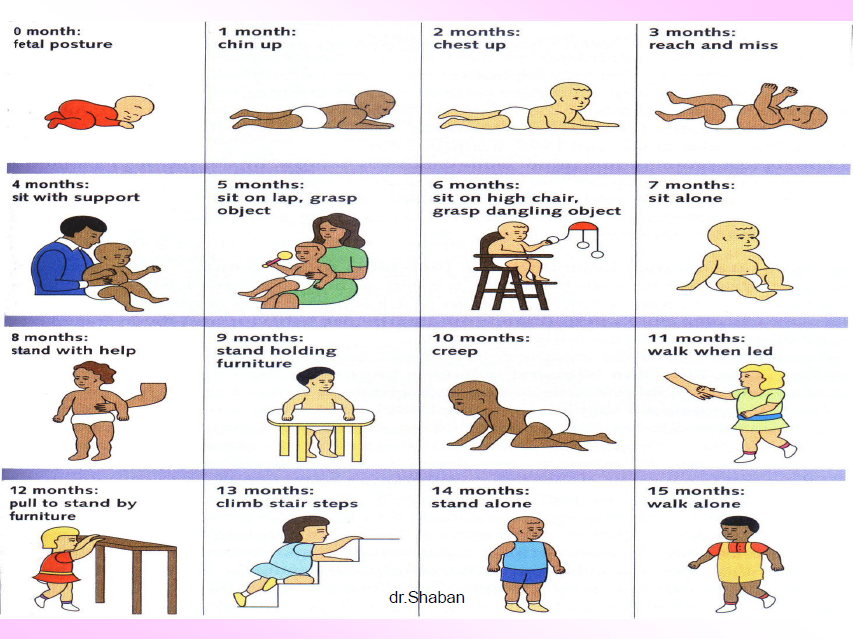 0 month:
fetal posture
1 month:
chin up
2 months:
chest up
3 months:
reach and miss
4 months:
sit with support
5 months:
sit on lap, grasp
object
6 months:
sit on high chair,
grasp dangling object
7 months:
sit alone
8 months:
stand with help
9 months:
stand holding
furniture
10 months:
creep
11 months:
walk when led
12 months:
pull to stand by
furniture
13 months:
climb stair steps
14 months:
stand alone
15 months:
walk alone
dr.Shaban